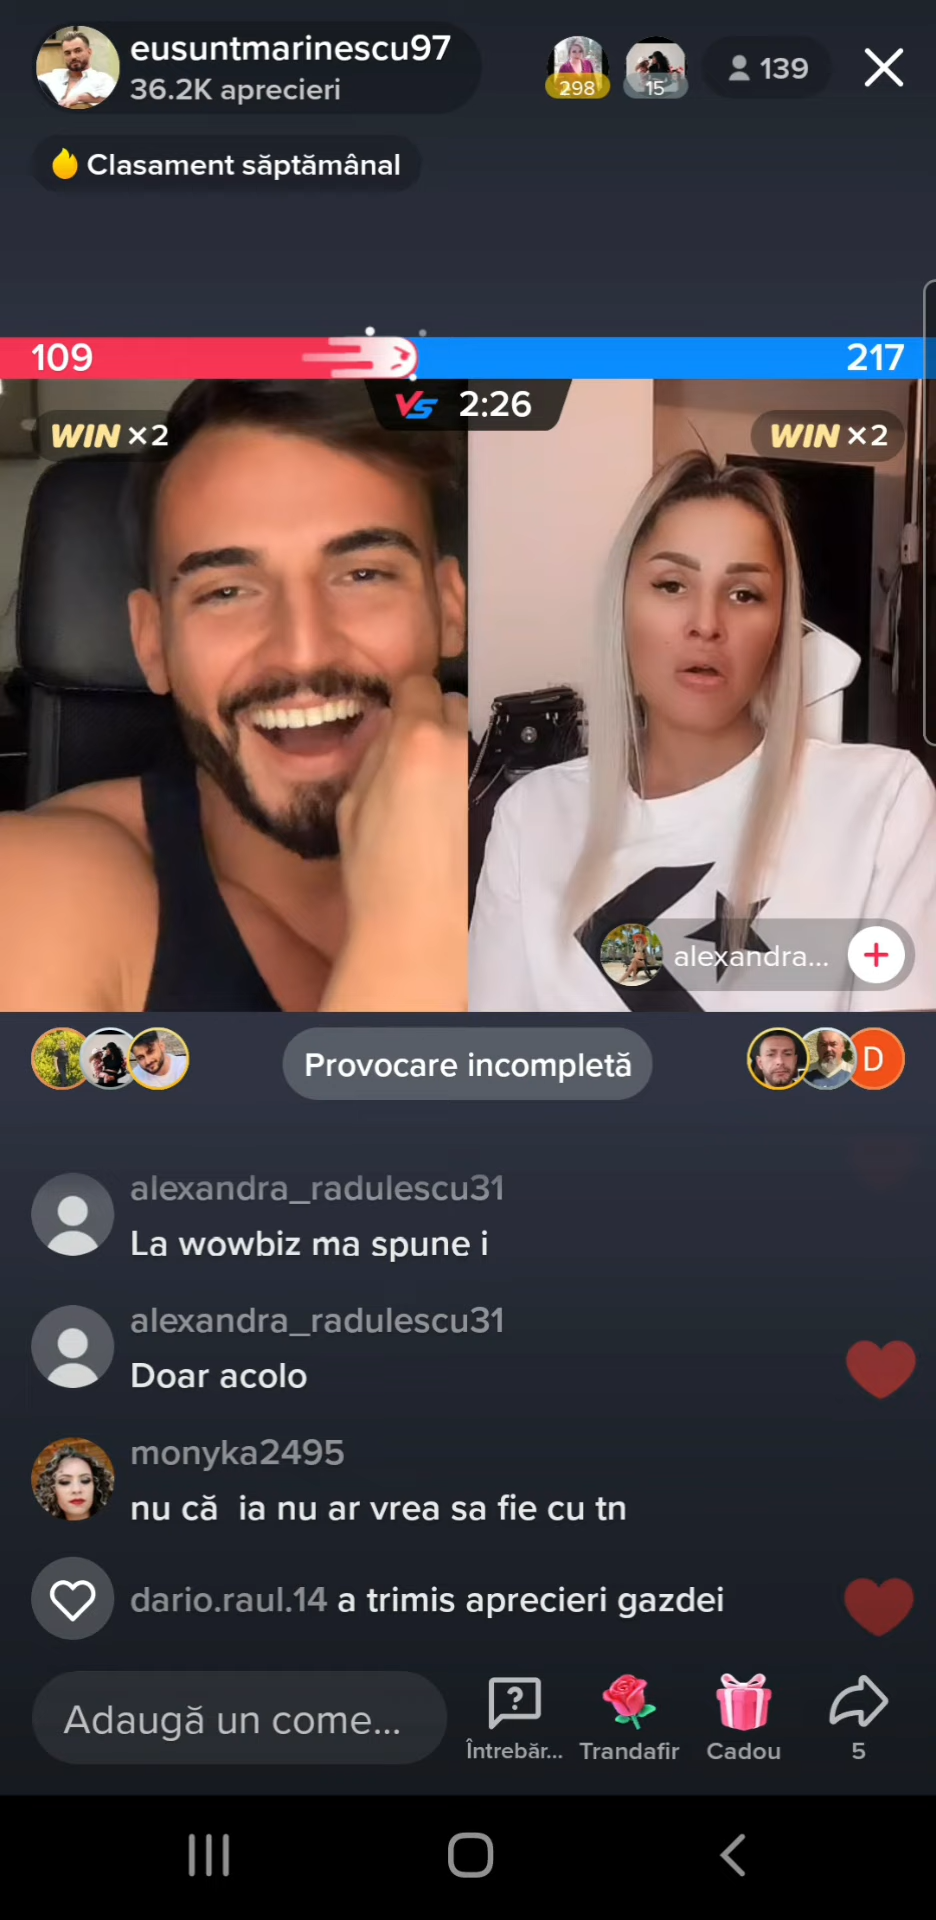 eusuntmarinescu97
36.2K aprecieri
298
15
139
Clasament săptămânal
109
217
VS 2:26
WIN ×2
WIN ×2
alexandra...
Provocare incompletă
D
alexandra_radulescu31
La wowbiz ma spune i
alexandra_radulescu31
Doar acolo
monyka2495
nu că  ia nu ar vrea sa fie cu tn
dario.raul.14 a trimis aprecieri gazdei
Adaugă un come...
Întrebăr...
Trandafir
Cadou
5